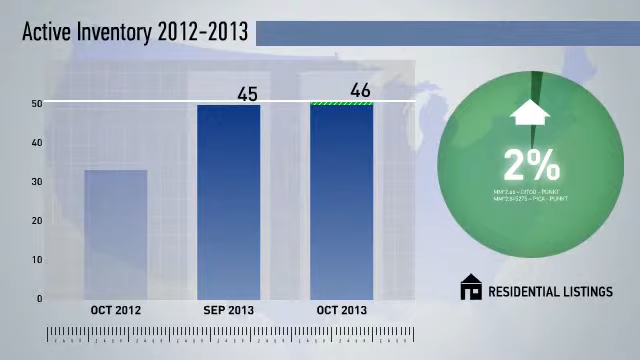 Active Inventory 2012-2013
45
46
50
40
30
20
10
0
OCT 2012
SEP 2013
OCT 2013
2%
RESIDENTIAL LISTINGS